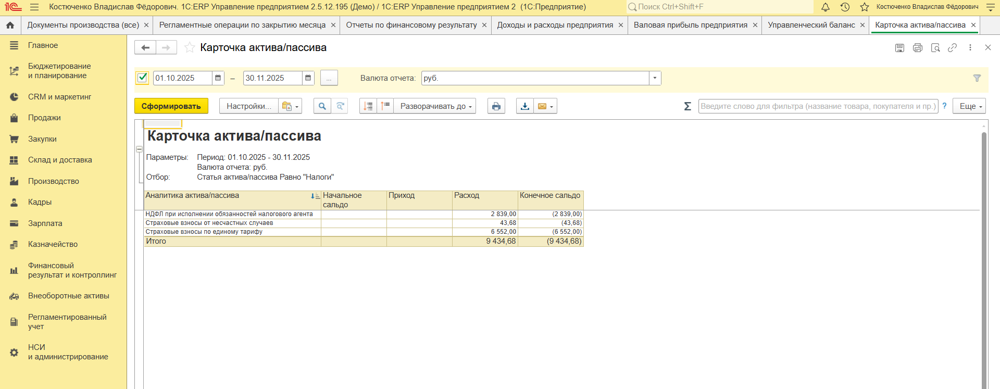 1С Костюченко Владислав Фёдорович. 1С:ERP Управление предприятием 2.5.12.195 (Демо) / 1С:ERP Управление предприятием 2 (1С:Предприятие) Поиск Ctrl+Shift+F Костюченко Владислав Фёдорович
Документы производства (все) × Регламентные операции по закрытию месяца × Отчеты по финансовому результату × Доходы и расходы предприятия × Валовая прибыль предприятия × Управленческий баланс × Карточка актива/пассива ×
Главное
Бюджетирование
и планирование
CRM и маркетинг
Продажи
Закупки
Склад и доставка
Производство
Кадры
Зарплата
Казначейство
Финансовый
результат и контроллинг
Внеоборотные активы
Регламентированный
учет
НСИ
и администрирование
Карточка актива/пассива
01.10.2025 – 30.11.2025 ... Валюта отчета: руб.
Сформировать Настройки... Разворачивать до Σ Введите слово для фильтра (название товара, покупателя и пр.) ? Еще
Карточка актива/пассива
Параметры: Период: 01.10.2025 - 30.11.2025
Валюта отчета: руб.
Отбор: Статья актива/пассива Равно "Налоги"
Аналитика актива/пассива Начальное сальдо Приход Расход Конечное сальдо
НДФЛ при исполнении обязанностей налогового агента 2 839,00 (2 839,00)
Страховые взносы от несчастных случаев 43,68 (43,68)
Страховые взносы по единому тарифу 6 552,00 (6 552,00)
Итого 9 434,68 (9 434,68)